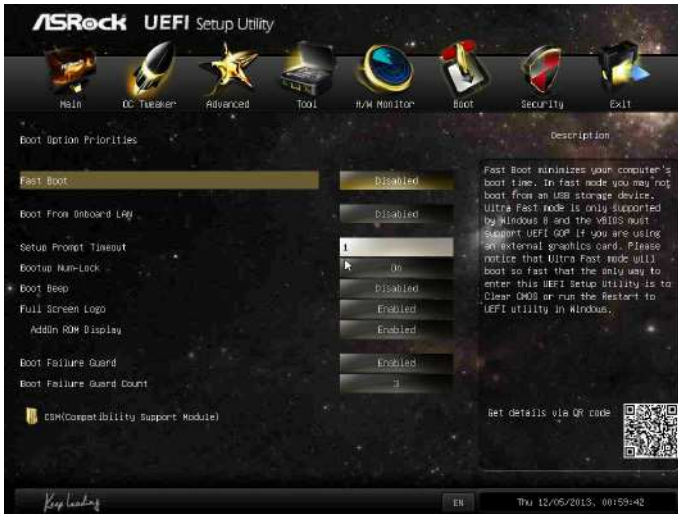 ASRock UEFI Setup Utility
Main OC Tweaker Advanced Tool H/W Monitor Boot Security Exit
Boot Option Priorities
Fast Boot Disabled
Boot From Onboard LAN Disabled
Setup Prompt Timeout 1
Bootup Num-Lock On
Boot Beep Disabled
Full Screen Logo Enabled
AddOn ROM Display Enabled
Boot Failure Guard Enabled
Boot Failure Guard Count 3
CSM(Compatibility Support Module)
Description
Fast Boot minimizes your computer's
boot time. In fast mode you may not
boot from an USB storage device.
Ultra Fast mode is only supported
by Windows 8 and the VBIOS must
support UEFI GOP if you are using
an external graphics card. Please
notice that Ultra Fast mode will
boot so fast that the only way to
enter this UEFI Setup Utility is to
Clear CMOS or run the Restart to
UEFI utility in Windows.
Get details via QR code
Keep Leading
EN
Thu 12/05/2013, 00:59:42